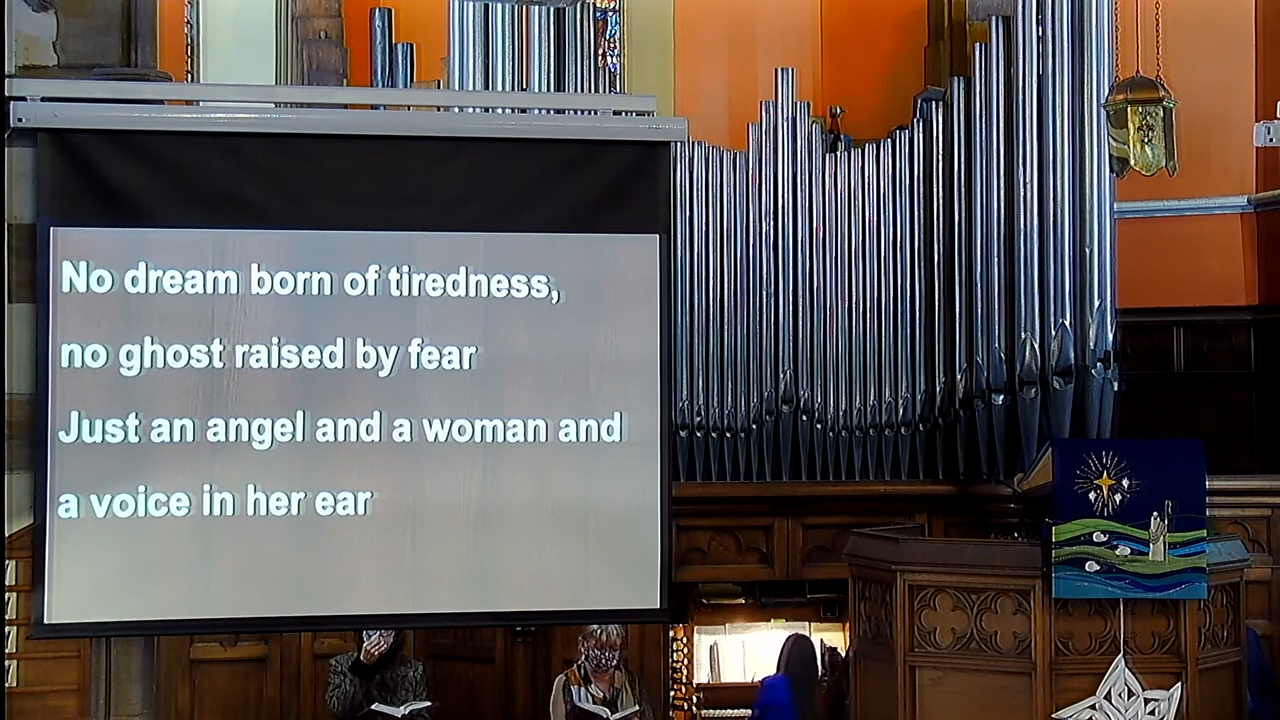 No dream born of tiredness,
no ghost raised by fear
Just an angel and a woman and
a voice in her ear